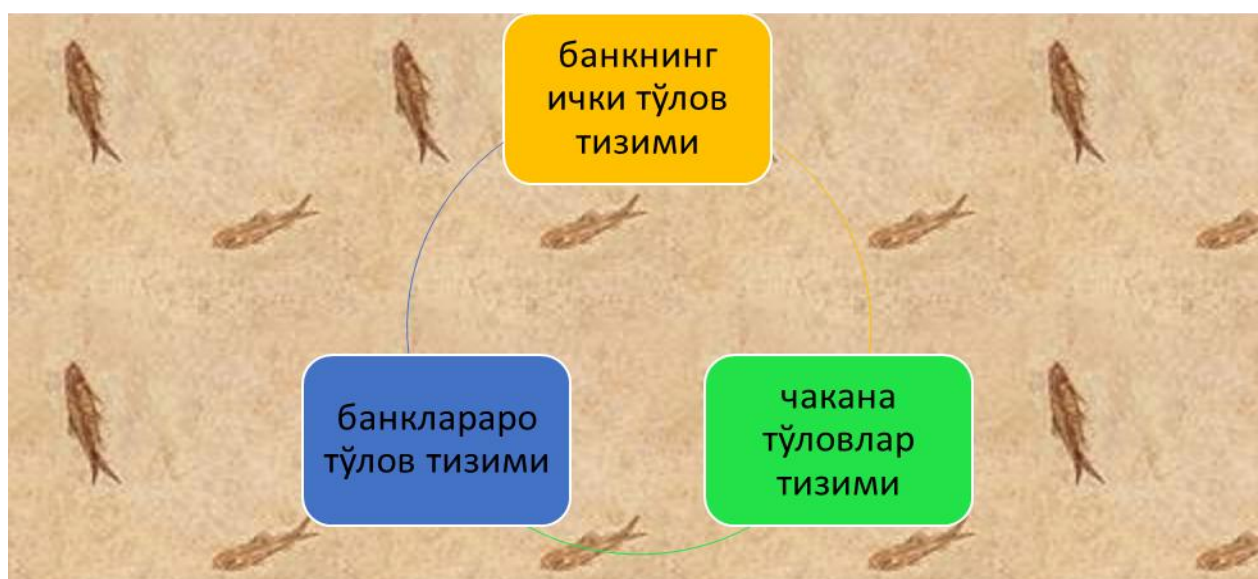 банкнинг
ички тўлов
тизими
банклараро
тўлов тизими
чакана
тўловлар
тизими